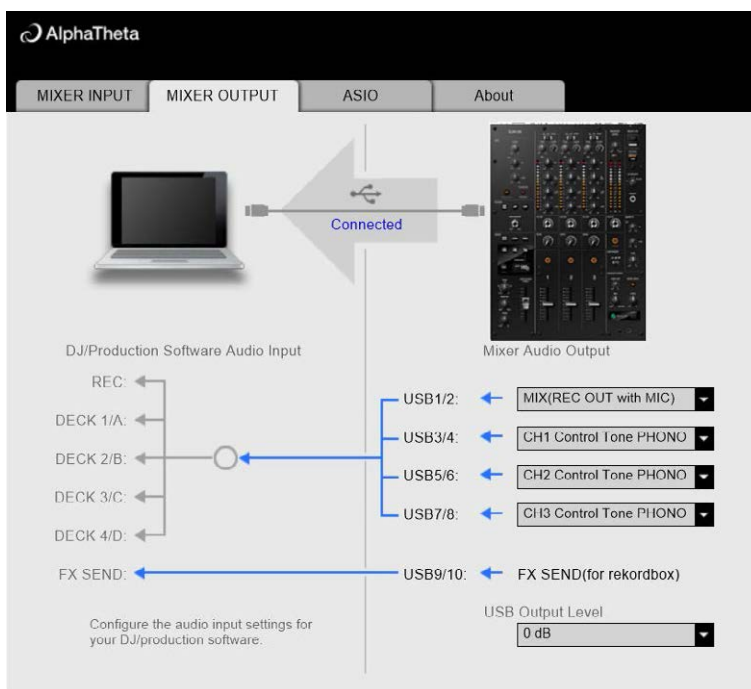 AlphaTheta
MIXER INPUT
MIXER OUTPUT
ASIO
About
Connected
DJ/Production Software Audio Input
Mixer Audio Output
REC:
DECK 1/A:
DECK 2/B:
DECK 3/C:
DECK 4/D:
FX SEND:
USB1/2: MIX(REC OUT with MIC)
USB3/4: CH1 Control Tone PHONO
USB5/6: CH2 Control Tone PHONO
USB7/8: CH3 Control Tone PHONO
USB9/10: FX SEND(for rekordbox)
Configure the audio input settings for
your DJ/production software.
USB Output Level
0 dB